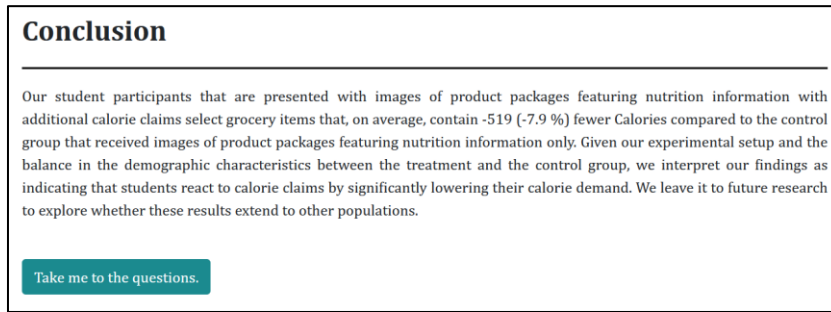 Conclusion
Our student participants that are presented with images of product packages featuring nutrition information with
additional calorie claims select grocery items that, on average, contain -519 (-7.9 %) fewer Calories compared to the control
group that received images of product packages featuring nutrition information only. Given our experimental setup and the
balance in the demographic characteristics between the treatment and the control group, we interpret our findings as
indicating that students react to calorie claims by significantly lowering their calorie demand. We leave it to future research
to explore whether these results extend to other populations.
Take me to the questions.